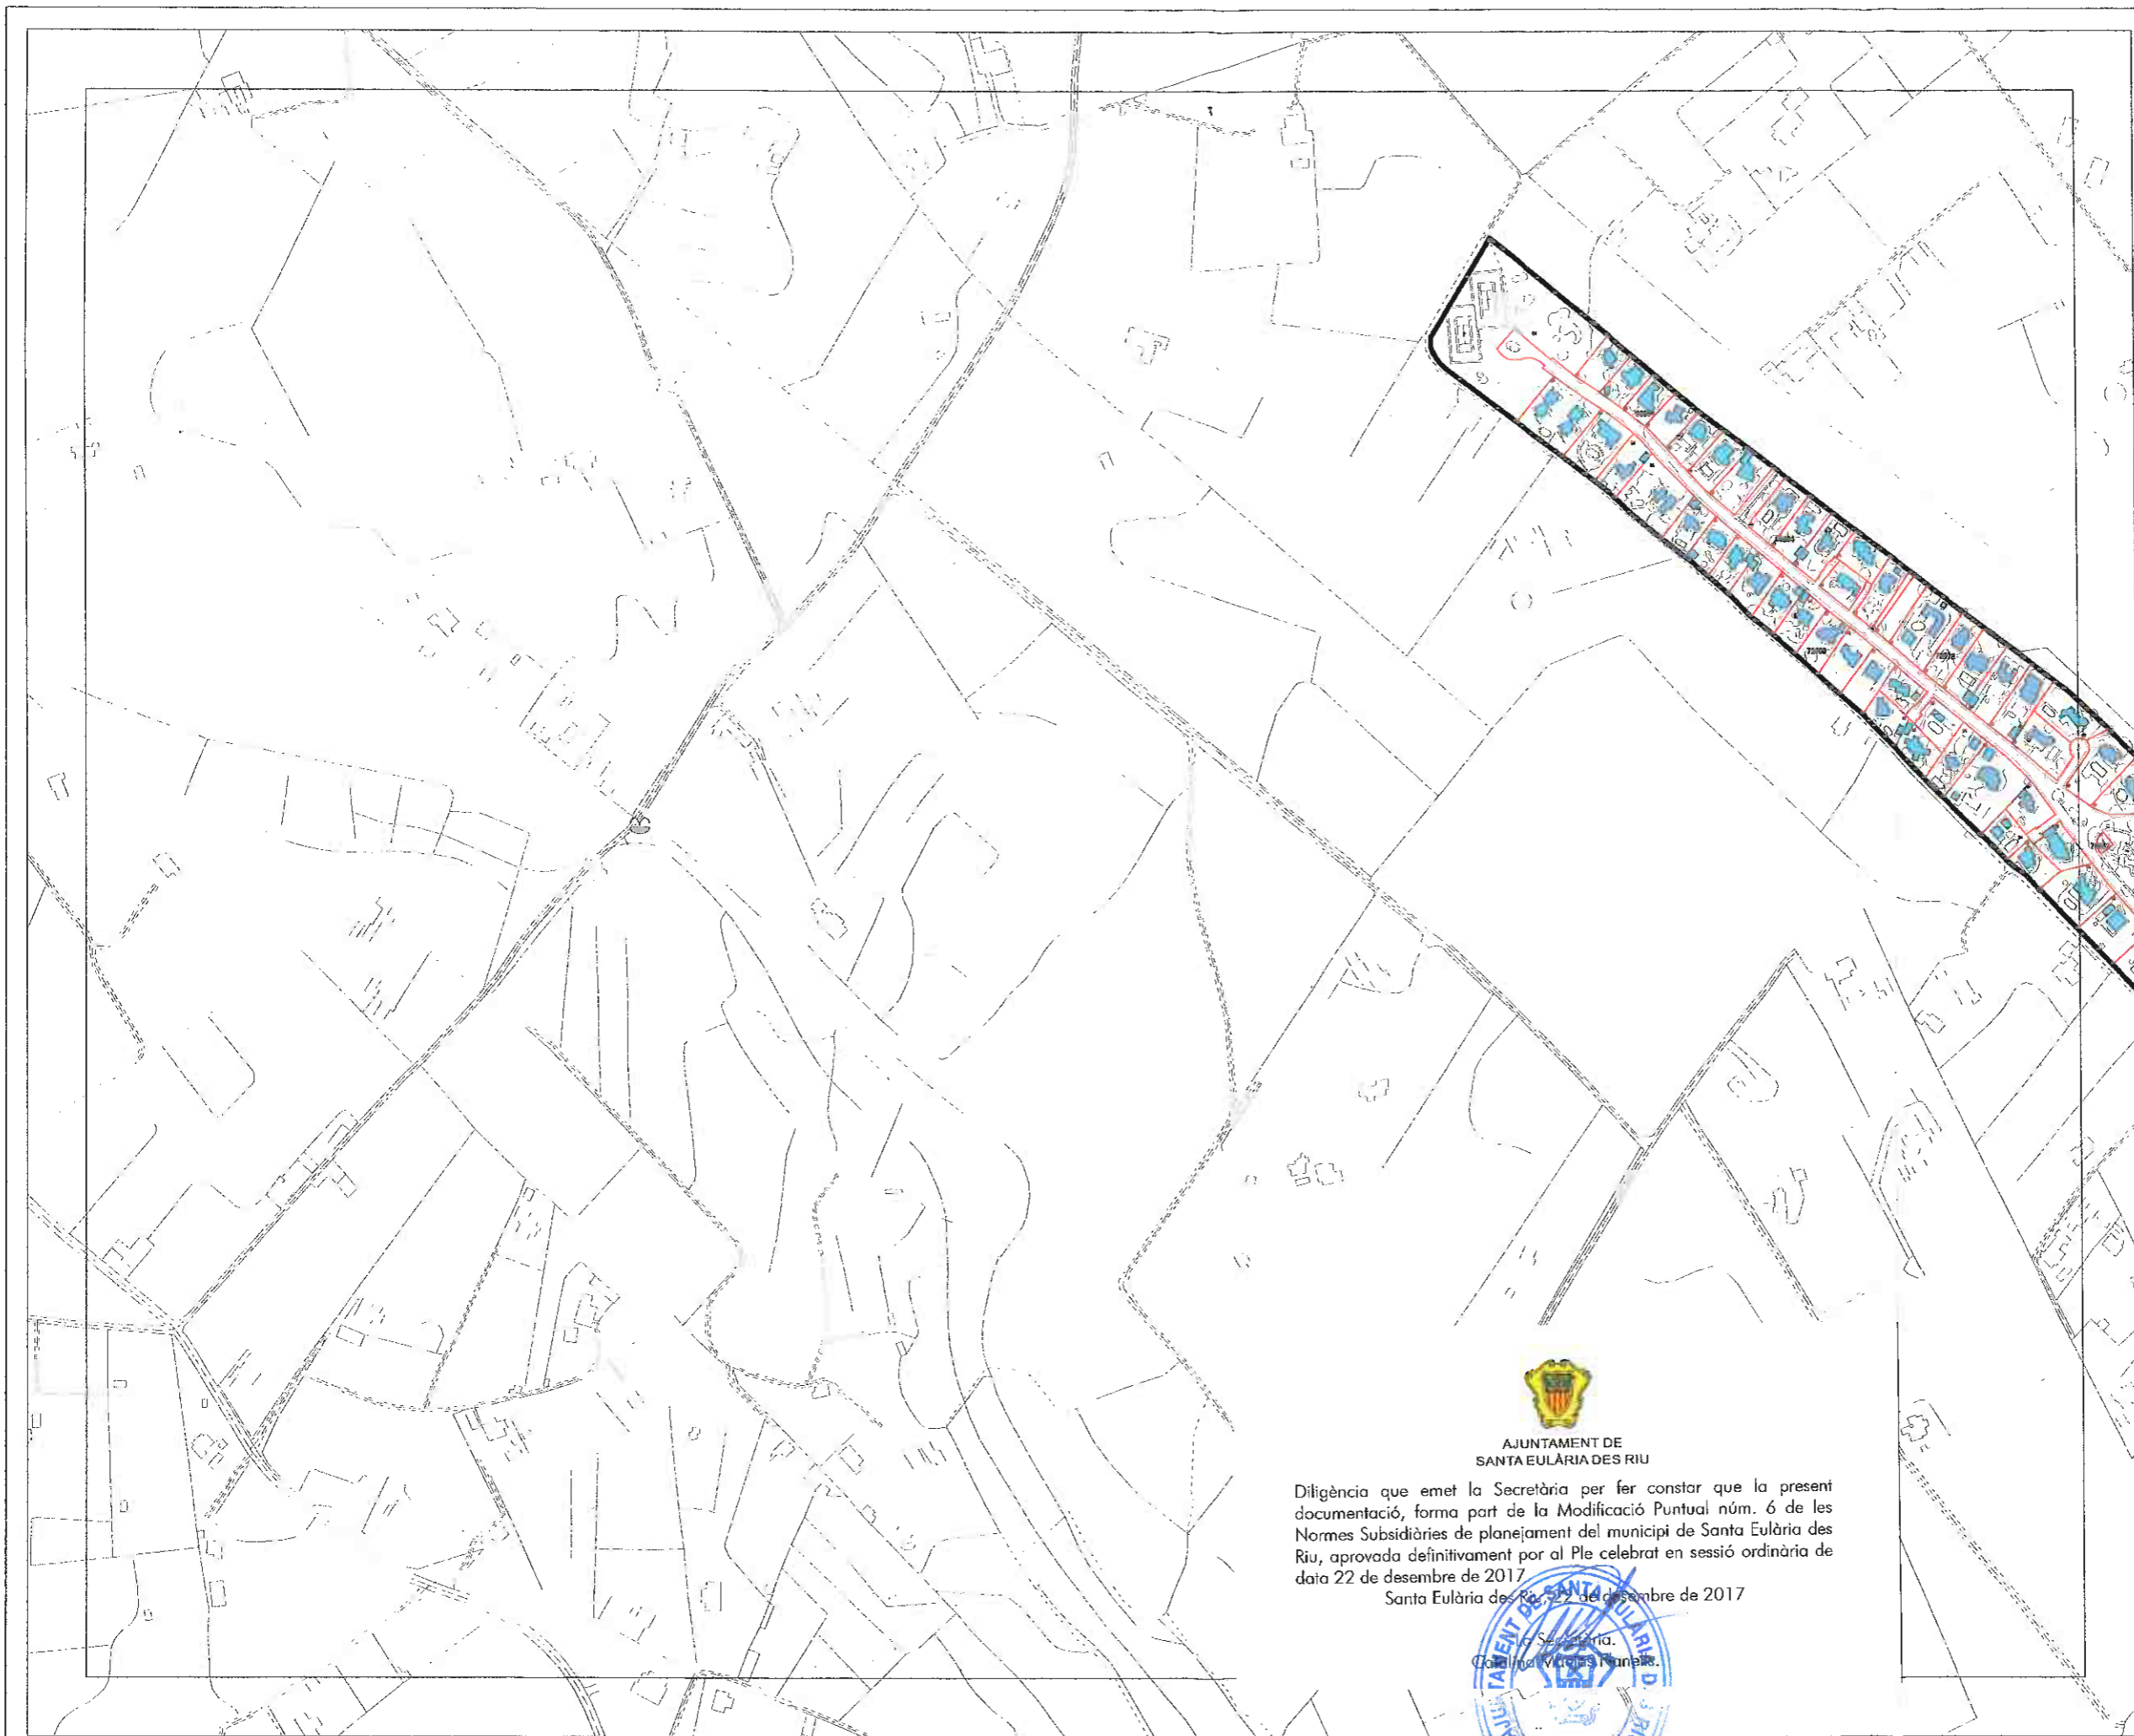 AJUNTAMENT DE
SANTA EULÀRIA DES RIU
Diligència que emet la Secretària per fer constar que la present
documentació, forma part de la Modificació Puntual núm. 6 de les
Normes Subsidiàries de planejament del municipi de Santa Eulària des
Riu, aprovada definitivament por al Ple celebrat en sessió ordinària de
data 22 de desembre de 2017
Santa Eulària des Riu, 22 de desembre de 2017
La Secretària.
Catalina Macías Planells.